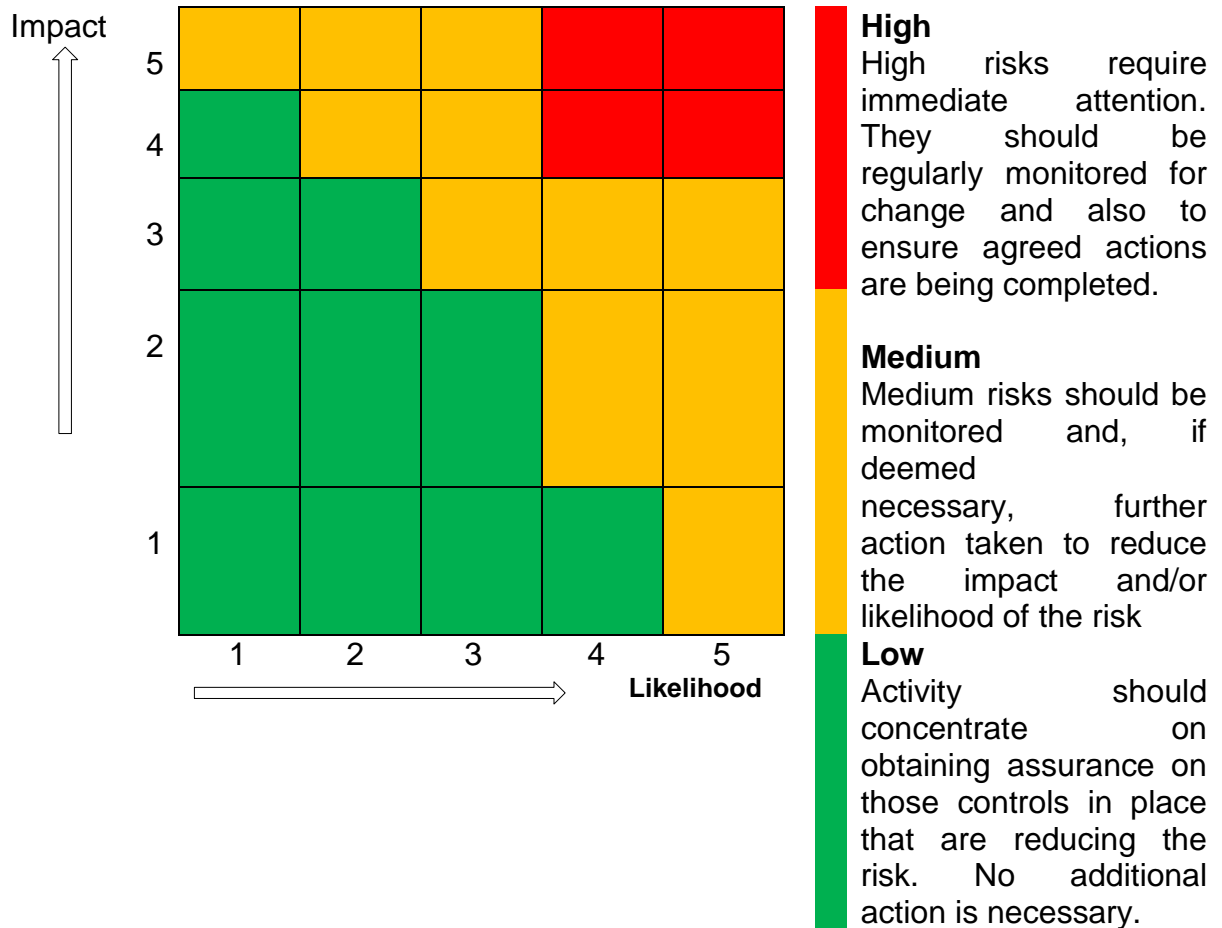 Impact
5
4
3
2
1
1 2 3 4 5
Likelihood
High
High risks require
immediate attention.
They should be
regularly monitored for
change and also to
ensure agreed actions
are being completed.
Medium
Medium risks should be
monitored and, if
deemed
necessary, further
action taken to reduce
the impact and/or
likelihood of the risk
Low
Activity should
concentrate on
obtaining assurance on
those controls in place
that are reducing the
risk. No additional
action is necessary.